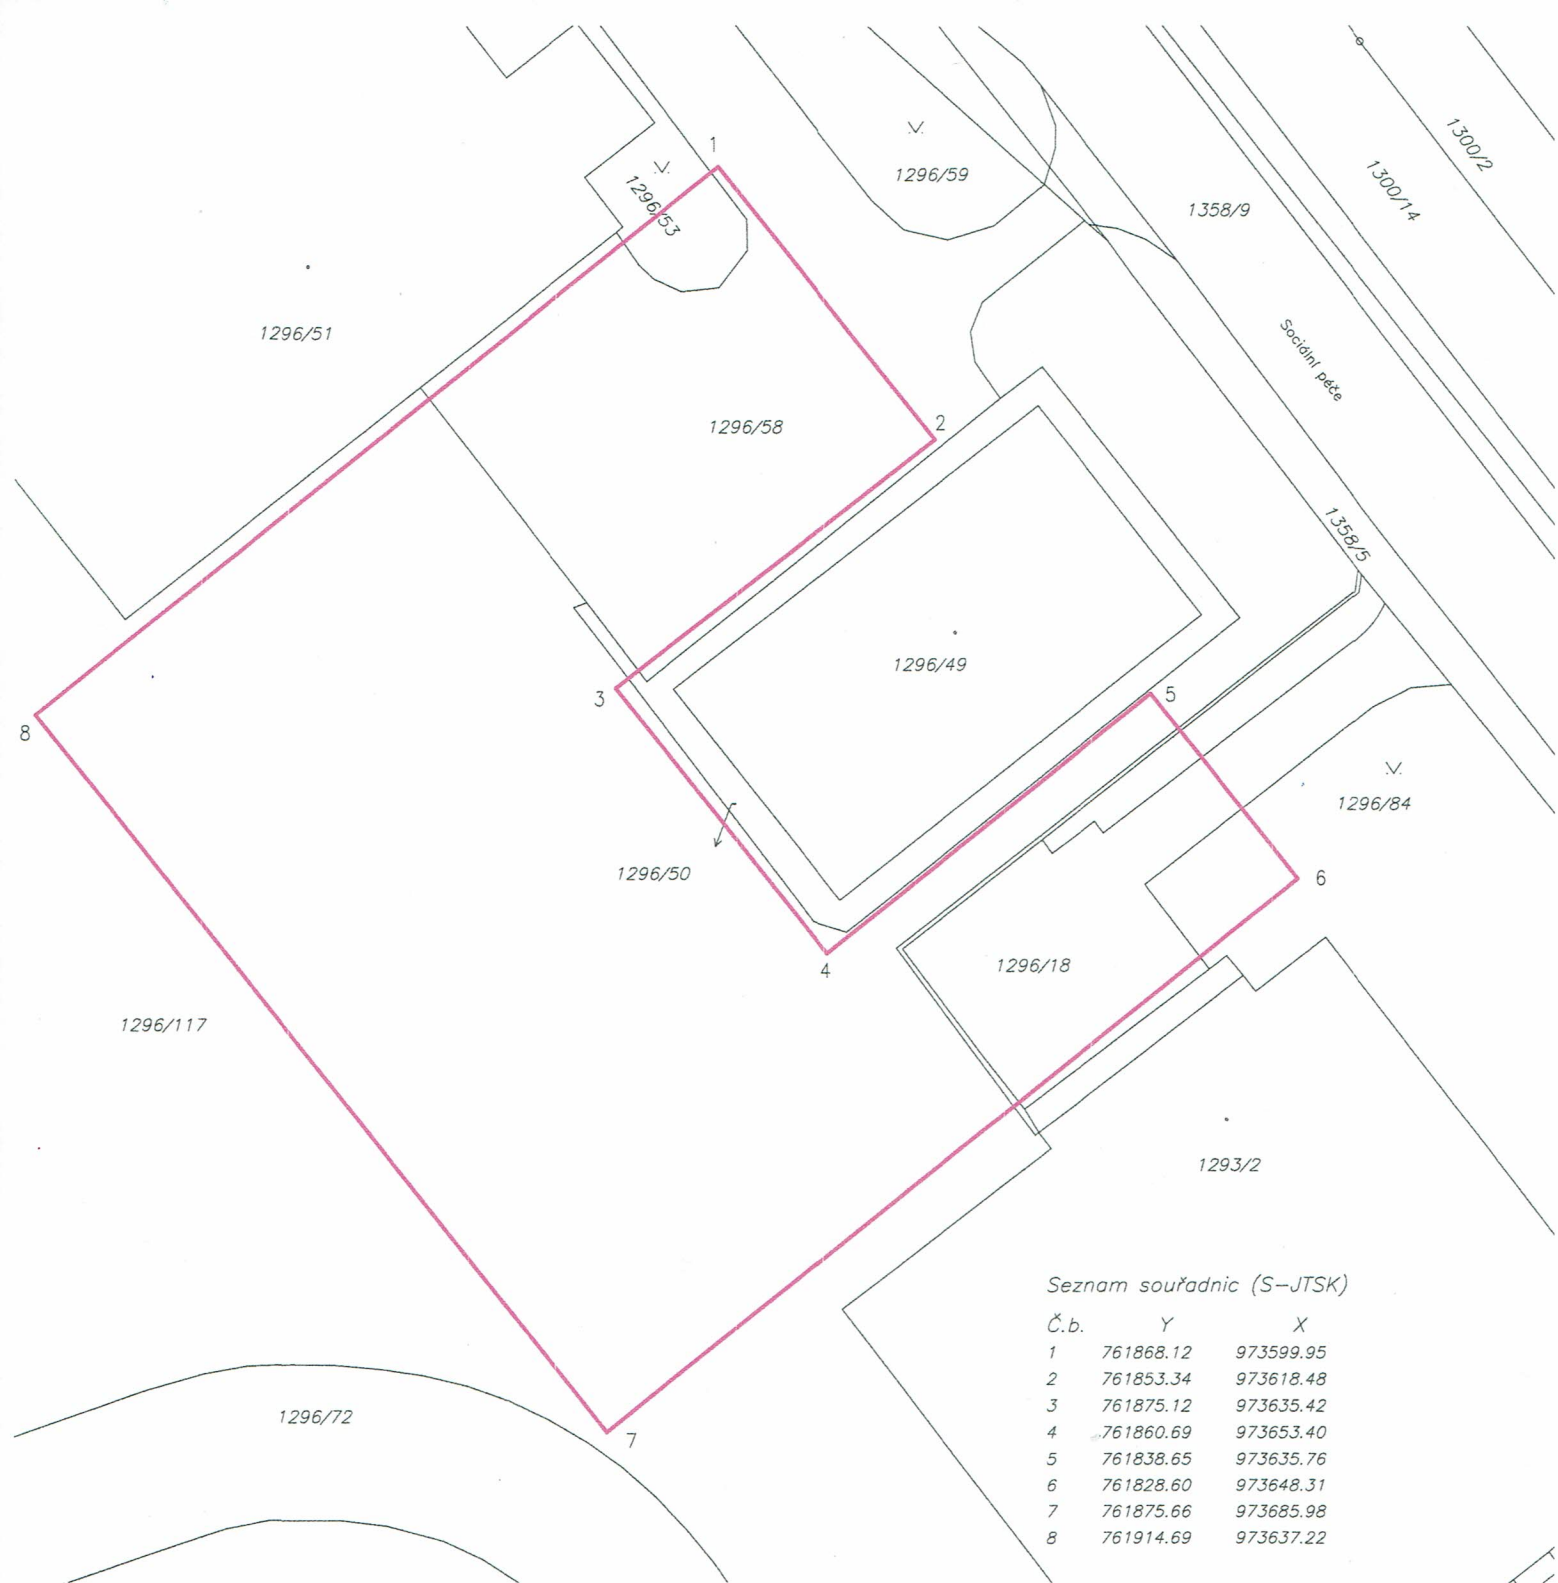 1
1296/53
1296/59
1300/2
1300/14
1358/9
1296/51
Sociální péče
1296/58
2
1358/5
1296/49
3
5
8
1296/84
1296/50
6
4
1296/18
1296/117
1293/2
1296/72
7
Seznam souřadnic (S-JTSK)
Č.b. Y X
1 761868.12 973599.95
2 761853.34 973618.48
3 761875.12 973635.42
4 761860.69 973653.40
5 761838.65 973635.76
6 761828.60 973648.31
7 761875.66 973685.98
8 761914.69 973637.22